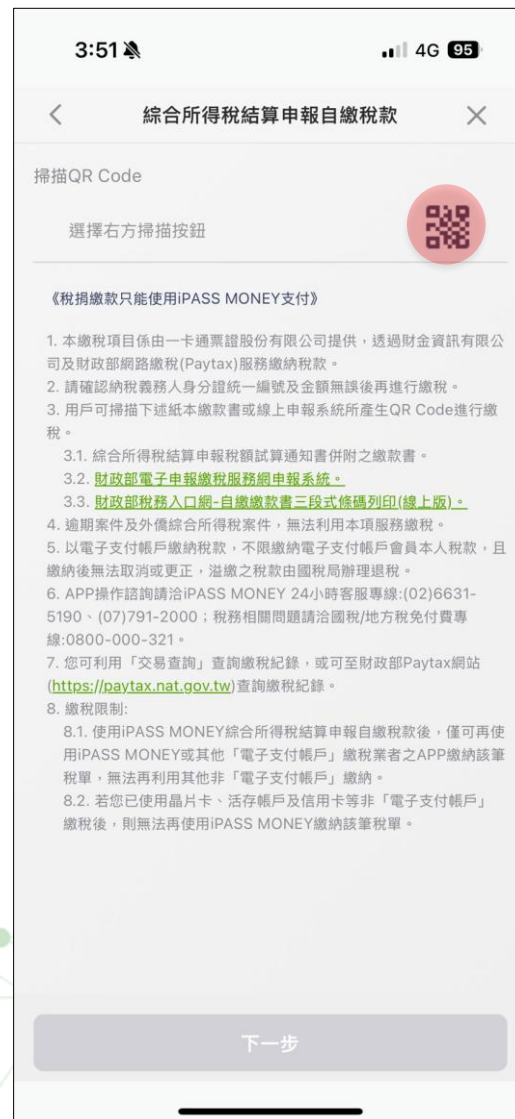 3:51
4G 95
綜合所得稅結算申報自繳稅款
掃描QR Code
選擇右方掃描按鈕
《稅捐繳款只能使用iPASS MONEY支付》
1. 本繳稅項目係由一卡通票證股份有限公司提供，透過財金資訊有限公
司及財政部網路繳稅(Paytax)服務繳納稅款。
2. 請確認納稅義務人身分證統一編號及金額無誤後再進行繳稅。
3. 用戶可掃描下述紙本繳款書或線上申報系統所產生QR Code進行繳
稅。
3.1. 綜合所得稅結算申報稅額試算通知書併附之繳款書。
3.2. 財政部電子申報繳稅服務網申報系統。
3.3. 財政部稅務入口網-自繳繳款書三段式條碼列印(線上版)。
4. 逾期案件及外僑綜合所得稅案件，無法利用本項服務繳稅。
5. 以電子支付帳戶繳納稅款，不限繳納電子支付帳戶會員本人稅款，且
繳納後無法取消或更正，溢繳之稅款由國稅局辦理退稅。
6. APP操作諮詢請洽iPASS MONEY 24小時客服專線:(02)6631-
5190、(07)791-2000；稅務相關問題請洽國稅/地方稅免付費專
線:0800-000-321。
7. 您可利用「交易查詢」查詢繳稅紀錄，或可至財政部Paytax網站
(https://paytax.nat.gov.tw)查詢繳稅紀錄。
8. 繳稅限制:
8.1. 使用iPASS MONEY綜合所得稅結算申報自繳稅款後，僅可再使
用iPASS MONEY或其他「電子支付帳戶」繳稅業者之APP繳納該筆
稅單，無法再利用其他非「電子支付帳戶」繳納。
8.2. 若您已使用晶片卡、活存帳戶及信用卡等非「電子支付帳戶」
繳稅後，則無法再使用iPASS MONEY繳納該筆稅單。
下一步